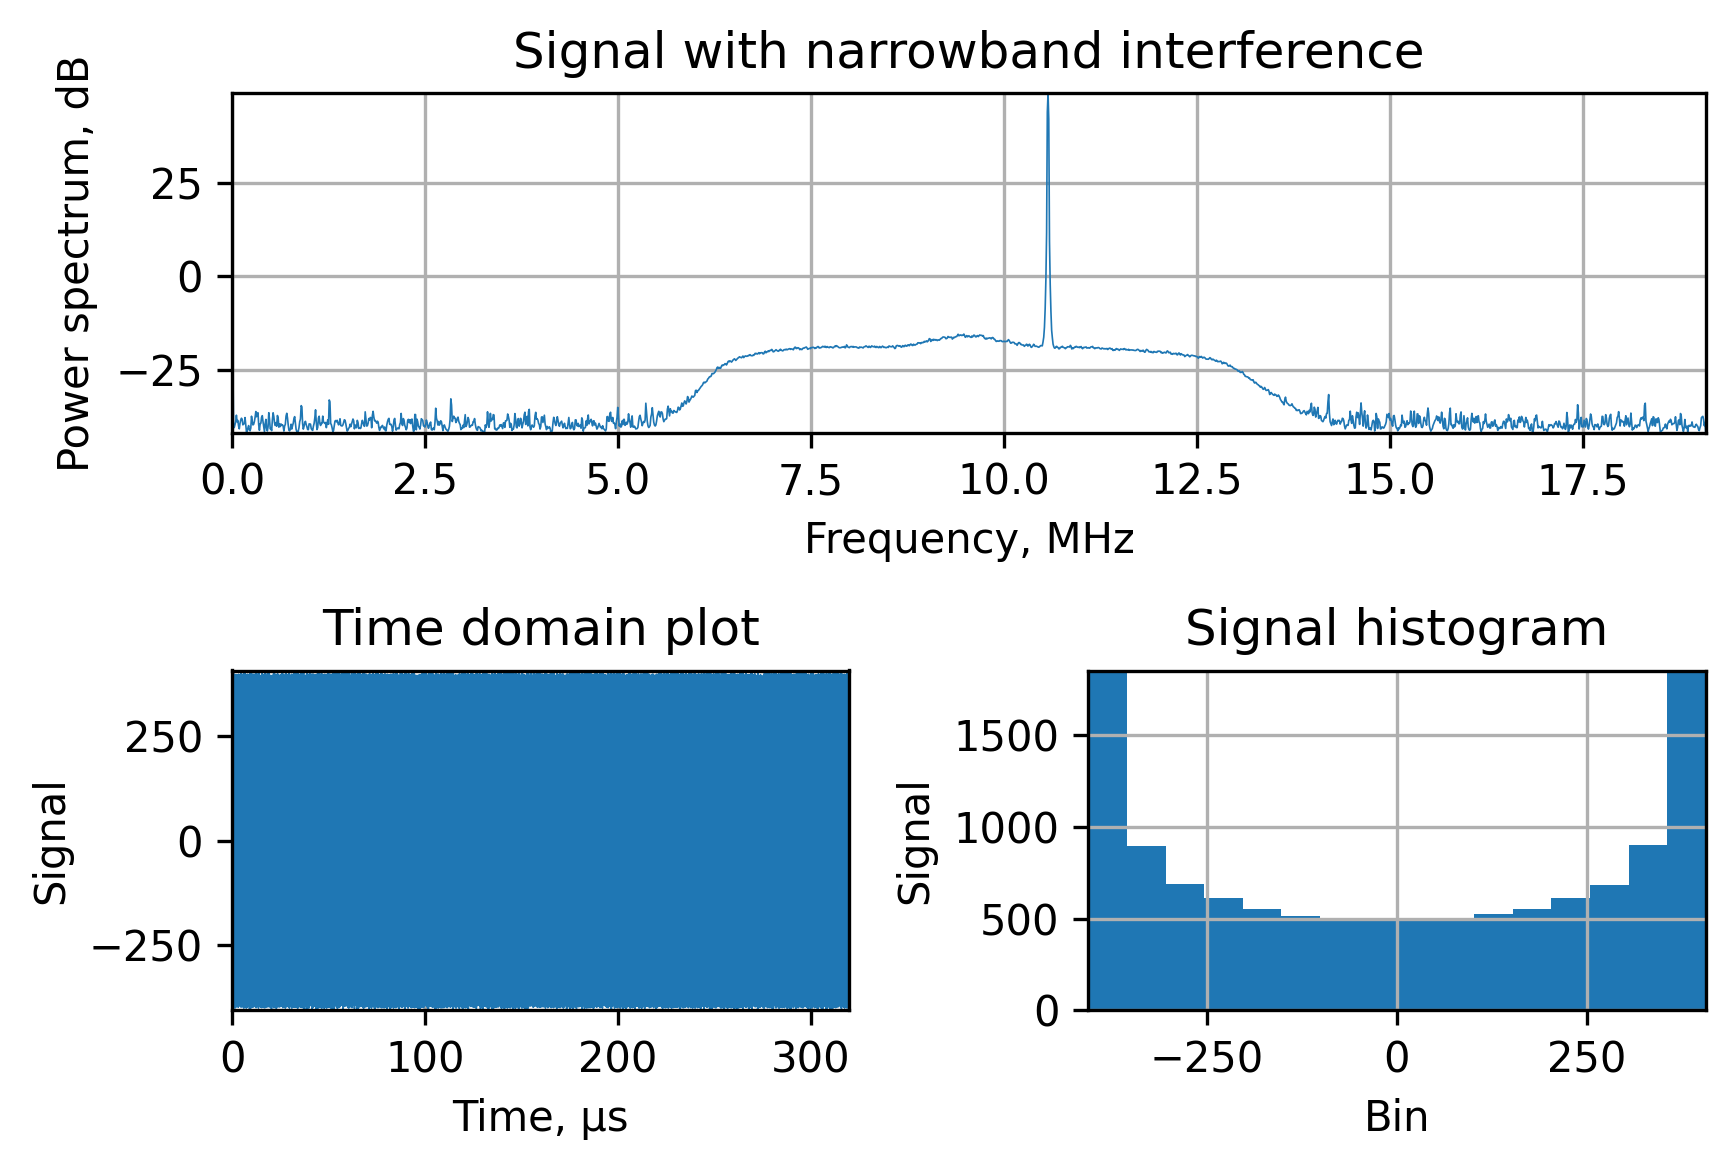 Signal with narrowband interference
Power spectrum, dB
25
0
−25
0.0 2.5 5.0 7.5 10.0 12.5 15.0 17.5
Frequency, MHz
Time domain plot
Signal
250
0
−250
0 100 200 300
Time, µs
Signal histogram
Signal
1500
1000
500
0
−250 0 250
Bin